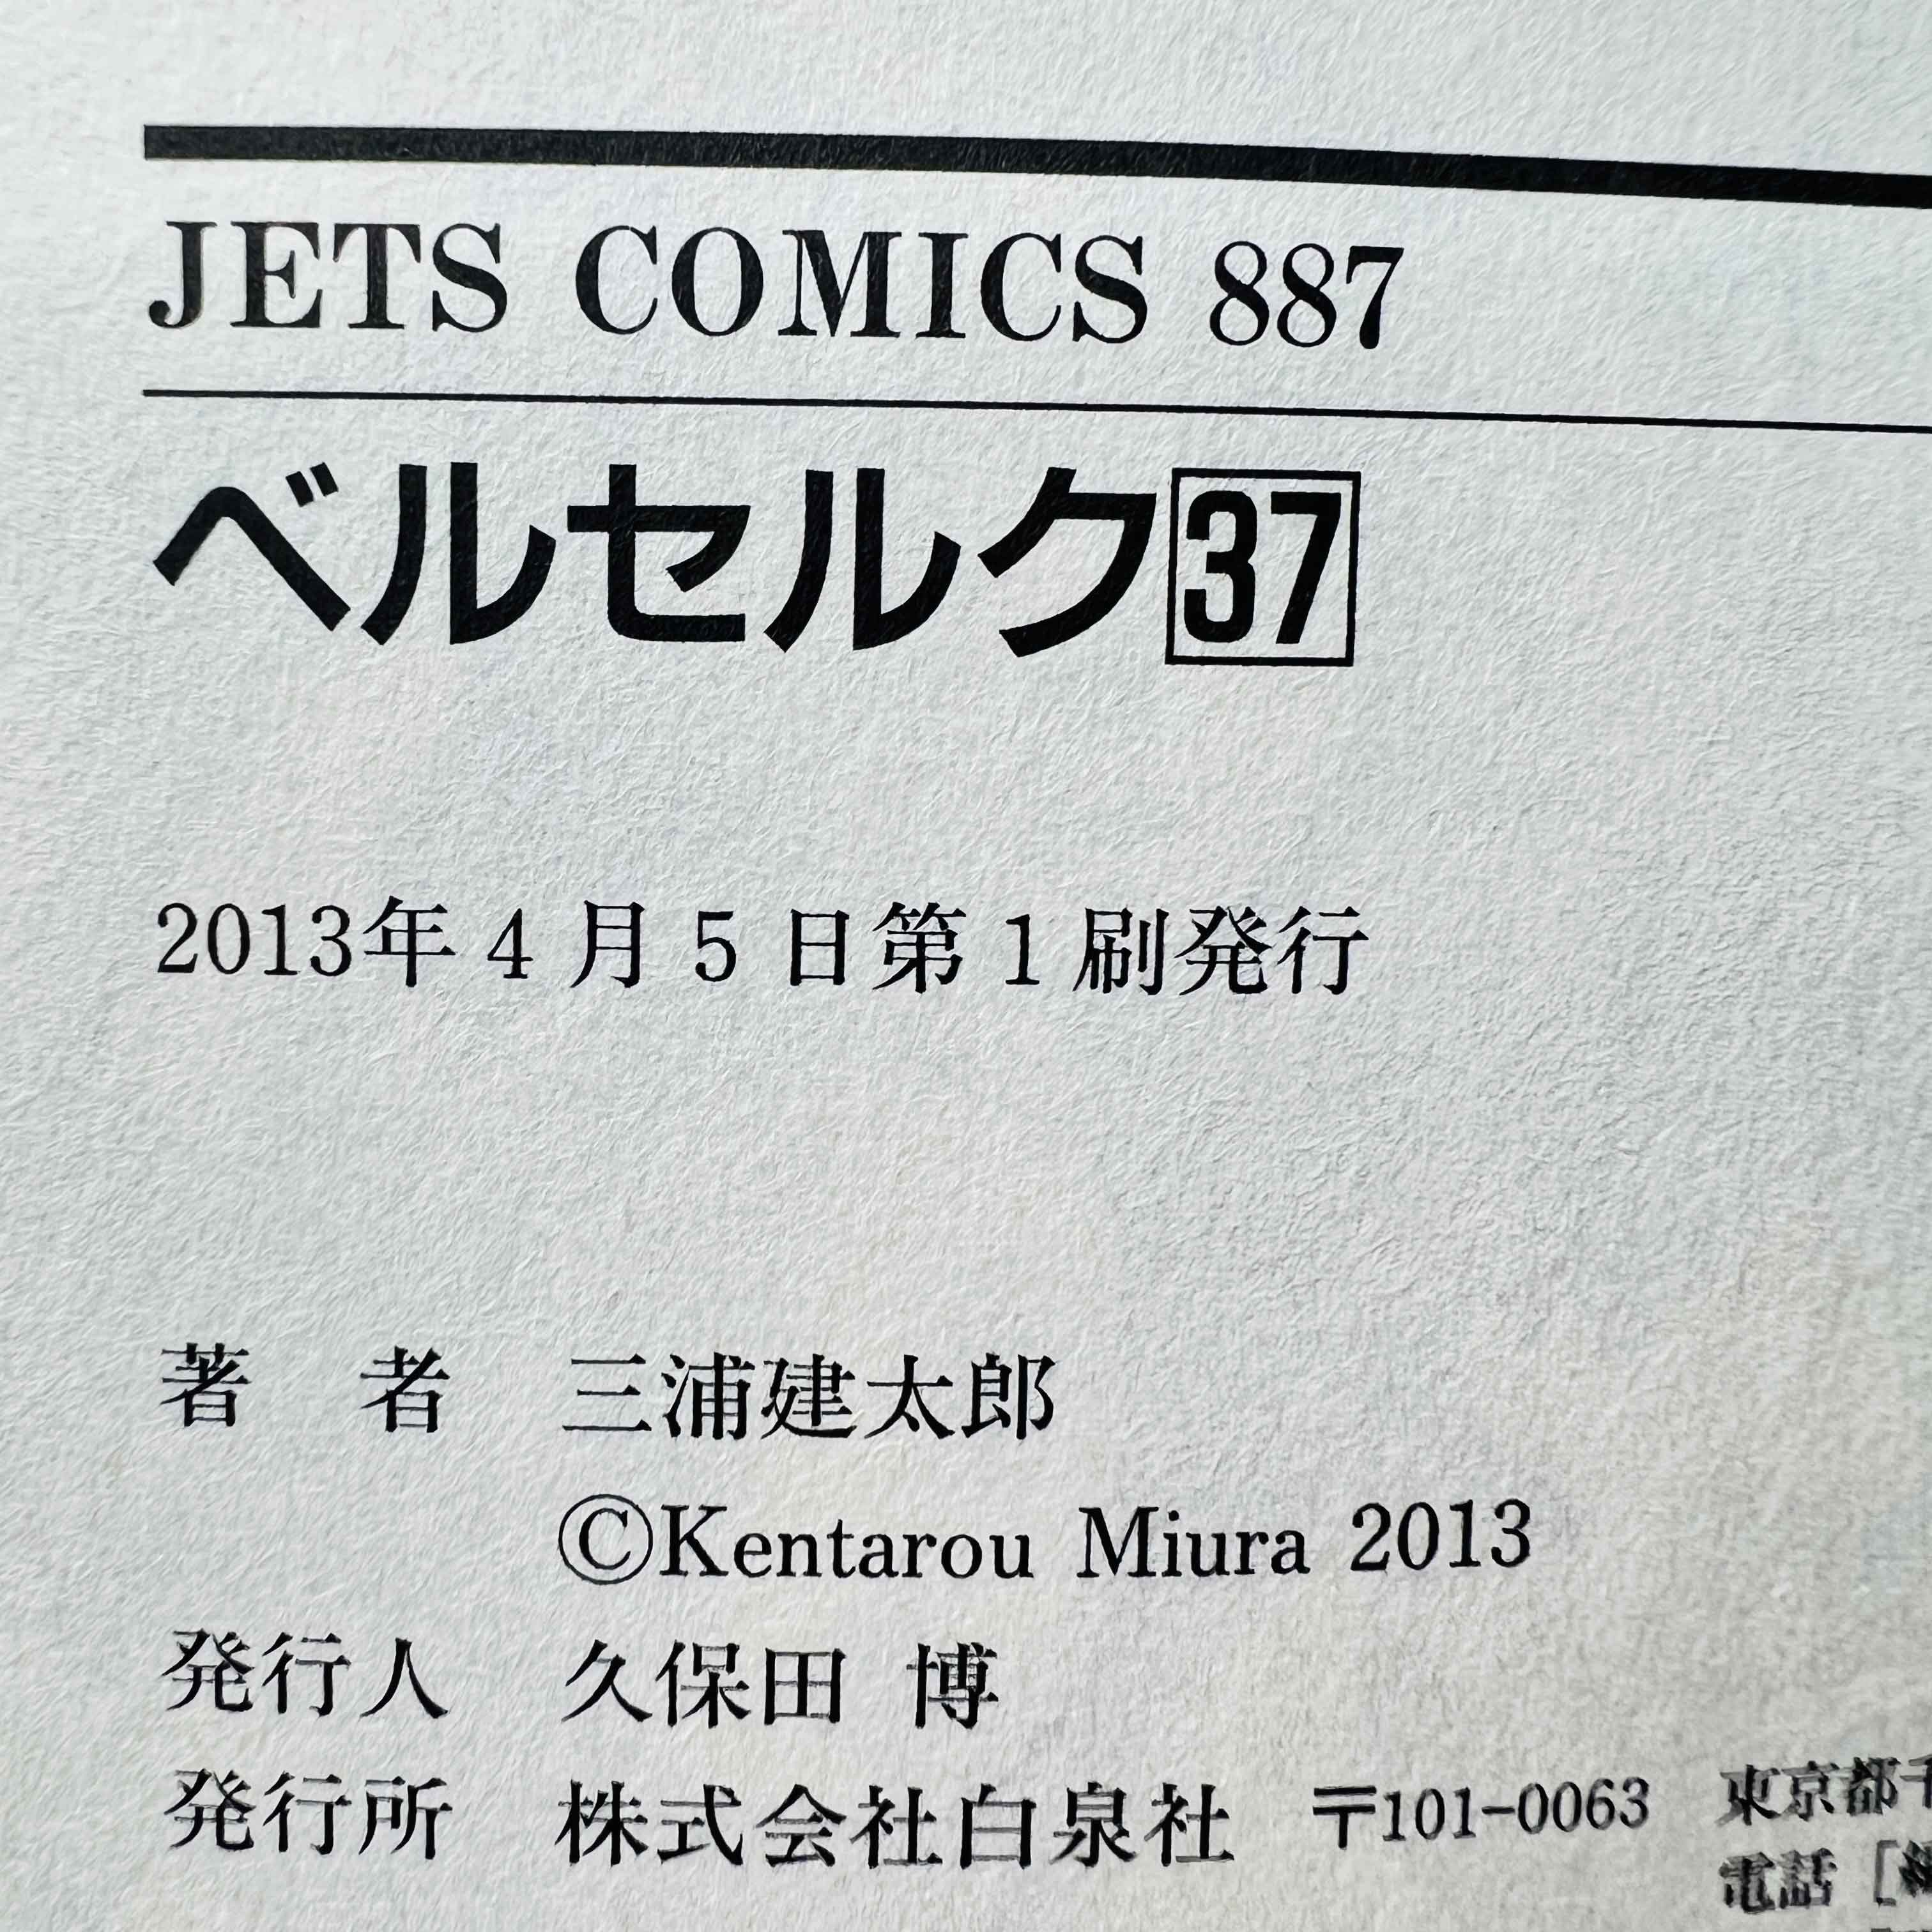 JETS COMICS 887
ベルセルク37
2013年4月5日第1刷発行
著　者　三浦建太郎
©Kentarou Miura 2013
発行人　久保田 博
発行所　株式会社白泉社　〒101-0063　東京都千
電話［